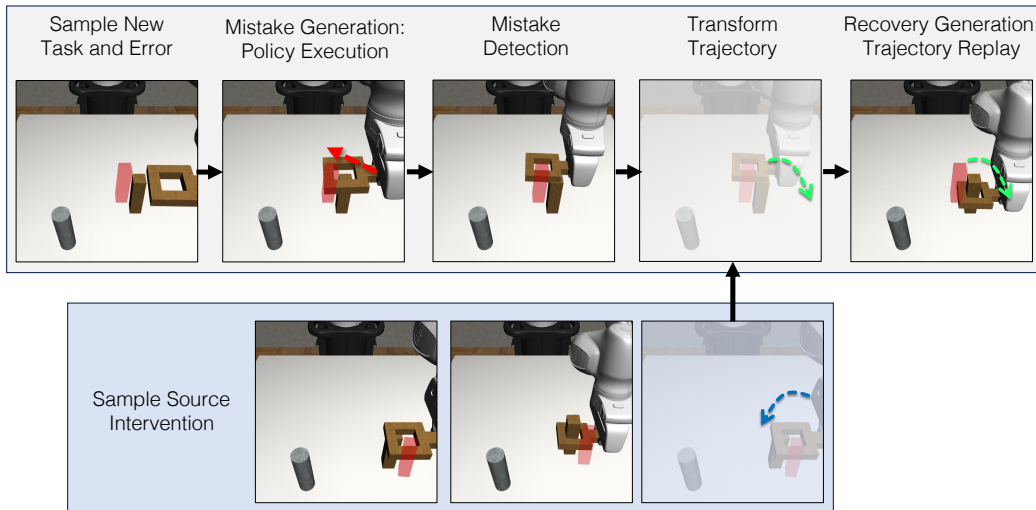 Sample New
Task and Error
Mistake Generation:
Policy Execution
Mistake
Detection
Transform
Trajectory
Recovery Generation:
Trajectory Replay
Sample Source
Intervention